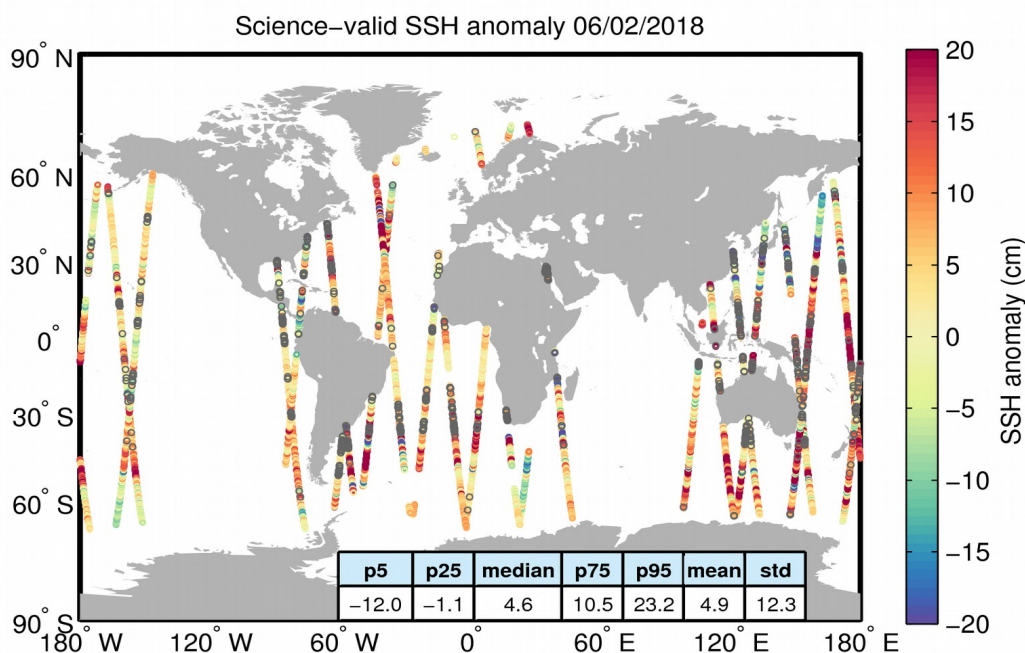 Science−valid SSH anomaly 06/02/2018
90° N
60° N
30° N
0°
30° S
60° S
90° S
180° W
120° W
60° W
0°
60° E
120° E
180° E
p5 p25 median p75 p95 mean std
−12.0 −1.1 4.6 10.5 23.2 4.9 12.3
20
15
10
5
0
−5
−10
−15
−20
SSH anomaly (cm)